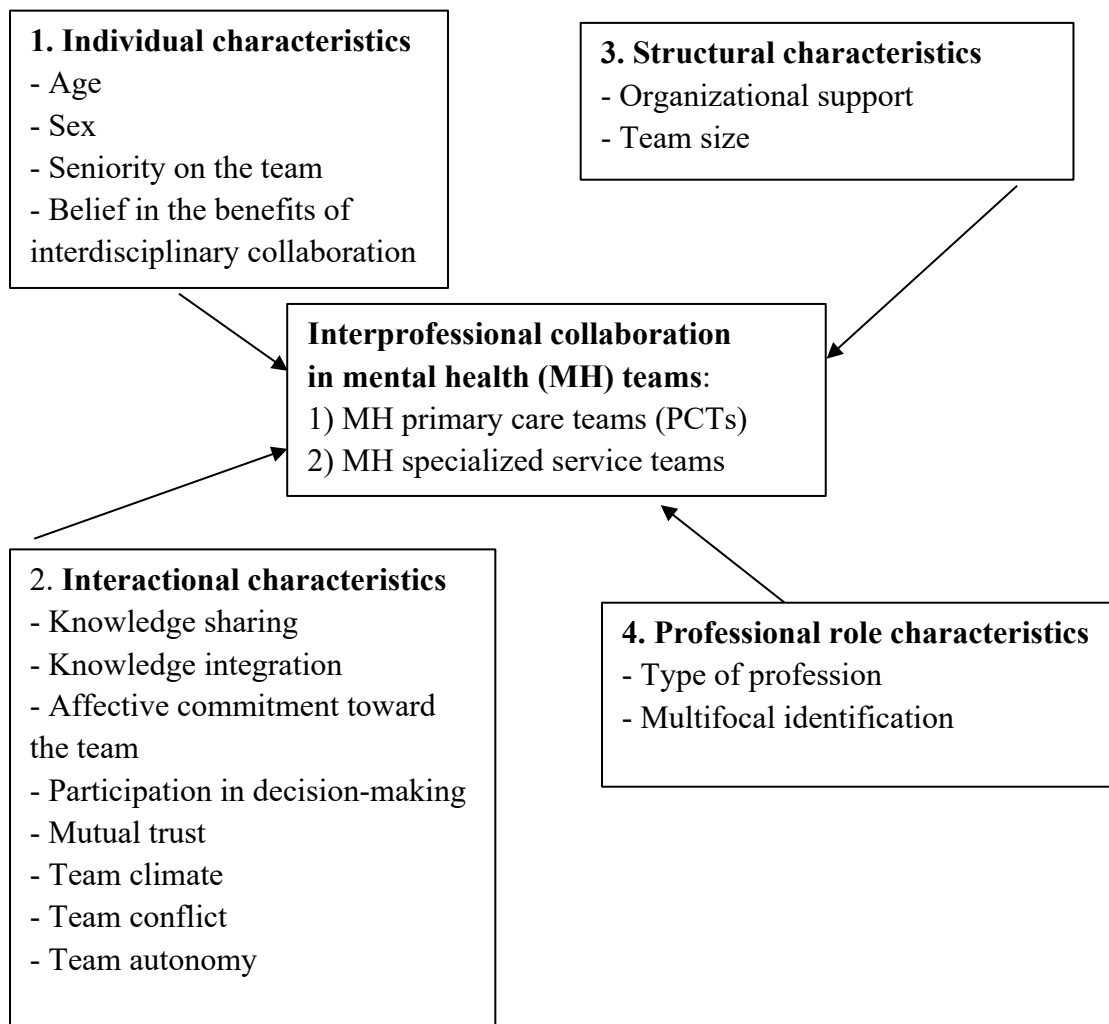 1. Individual characteristics
- Age
- Sex
- Seniority on the team
- Belief in the benefits of
interdisciplinary collaboration
3. Structural characteristics
- Organizational support
- Team size
Interprofessional collaboration
in mental health (MH) teams:
1) MH primary care teams (PCTs)
2) MH specialized service teams
2. Interactional characteristics
- Knowledge sharing
- Knowledge integration
- Affective commitment toward
the team
- Participation in decision-making
- Mutual trust
- Team climate
- Team conflict
- Team autonomy
4. Professional role characteristics
- Type of profession
- Multifocal identification